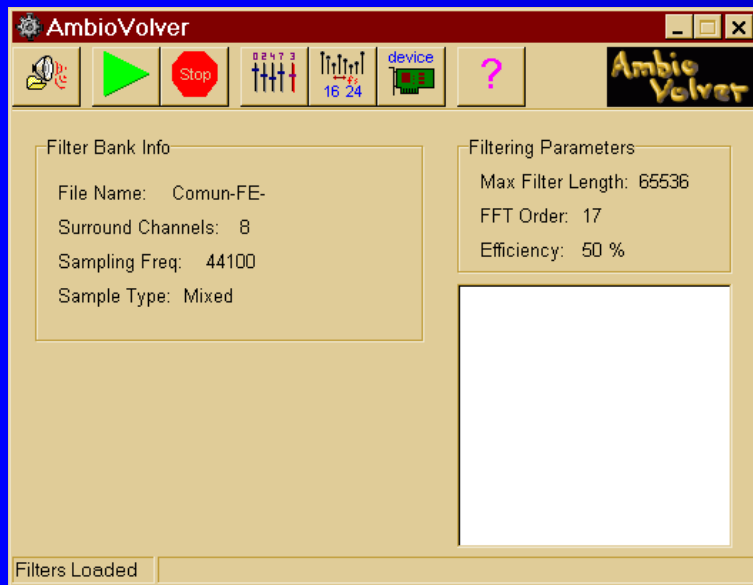 AmbioVolver
Stop
0 2 4 7 3
fs
16 24
device
?
Ambio
Volver
Filter Bank Info
File Name: Comun-FE-
Surround Channels: 8
Sampling Freq: 44100
Sample Type: Mixed
Filtering Parameters
Max Filter Length: 65536
FFT Order: 17
Efficiency: 50 %
Filters Loaded